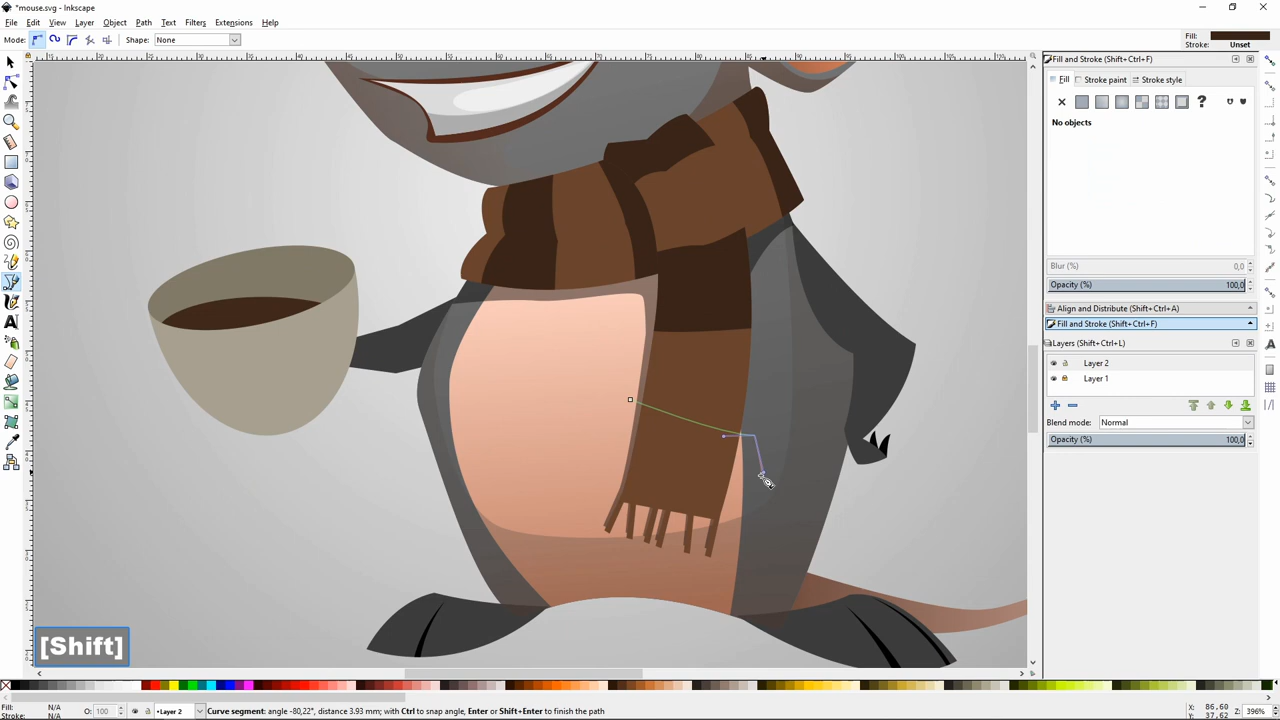 *mouse.svg - Inkscape
File Edit View Layer Object Path Text Filters Extensions Help
Mode: Shape: None
Fill:
Stroke: Unset
Fill and Stroke (Shift+Ctrl+F)
Fill Stroke paint Stroke style
?
No objects
Blur (%) 0,0
Opacity (%) 100,0
Align and Distribute (Shift+Ctrl+A)
Fill and Stroke (Shift+Ctrl+F)
Layers (Shift+Ctrl+L)
Layer 2
Layer 1
Blend mode: Normal
Opacity (%) 100,0
[Shift]
Fill: N/A
Stroke: N/A
O: 100
Layer 2
Curve segment: angle -80,22°, distance 3.93 mm; with Ctrl to snap angle, Enter or Shift+Enter to finish the path
X: 86,60
Y: 37,62
Z: 396%